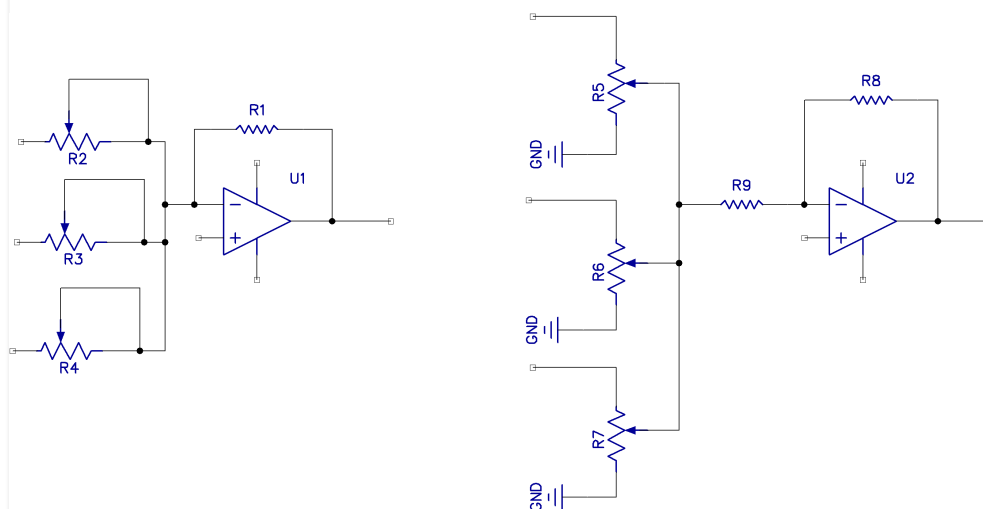 R2
R3
R4
R1
U1
−
+
R5
GND
R6
GND
R7
GND
R9
R8
U2
−
+